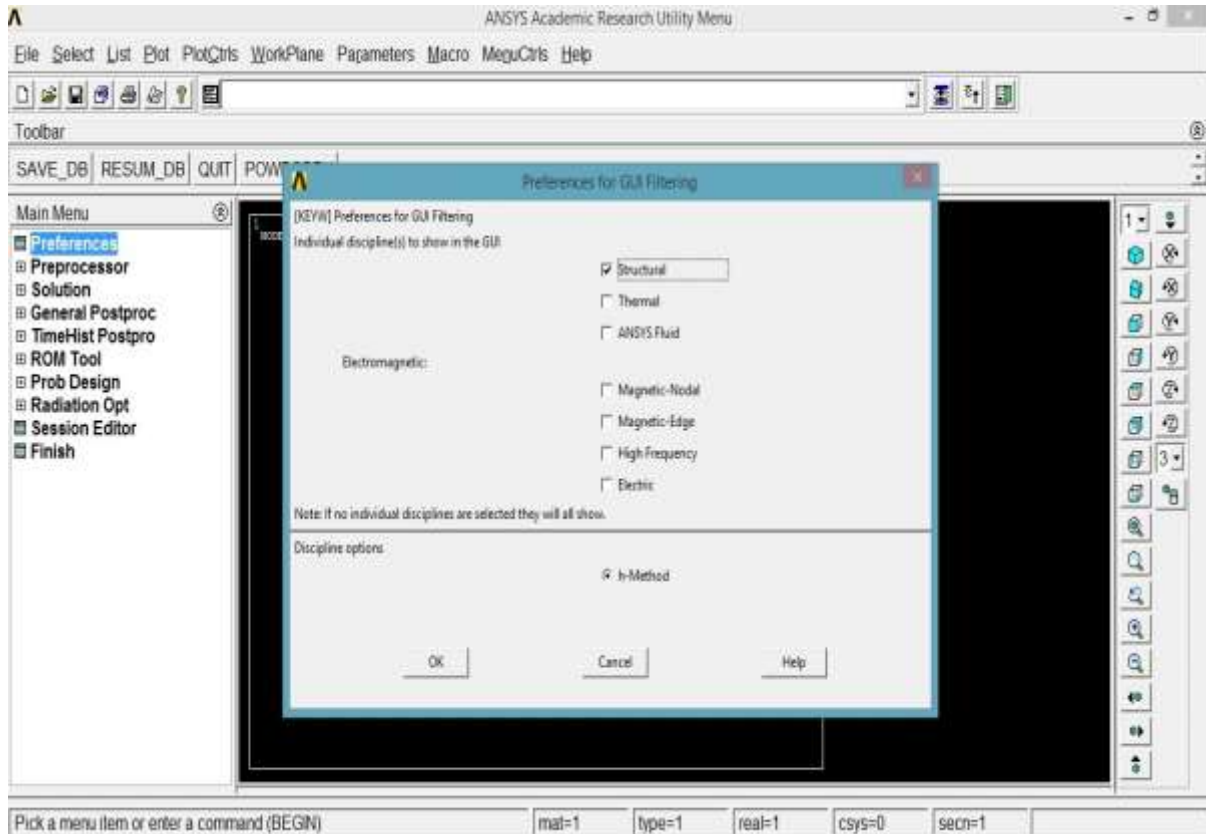 ANSYS Academic Research Utility Menu
File Select List Plot PlotCtrls WorkPlane Parameters Macro MenuCtrls Help
Toolbar
SAVE_DB RESUM_DB QUIT
Main Menu
Preferences
Preprocessor
Solution
General Postproc
TimeHist Postpro
ROM Tool
Prob Design
Radiation Opt
Session Editor
Finish
1
Preferences for GUI Filtering
[KEYW] Preferences for GUI Filtering
Individual discipline(s) to show in the GUI
Structural
Thermal
ANSYS Fluid
Electromagnetic:
Magnetic-Nodal
Magnetic-Edge
High Frequency
Electric
Note: If no individual disciplines are selected they will all show.
Discipline options
h-Method
OK Cancel Help
1
3
Pick a menu item or enter a command (BEGIN) mat=1 type=1 real=1 csys=0 secn=1